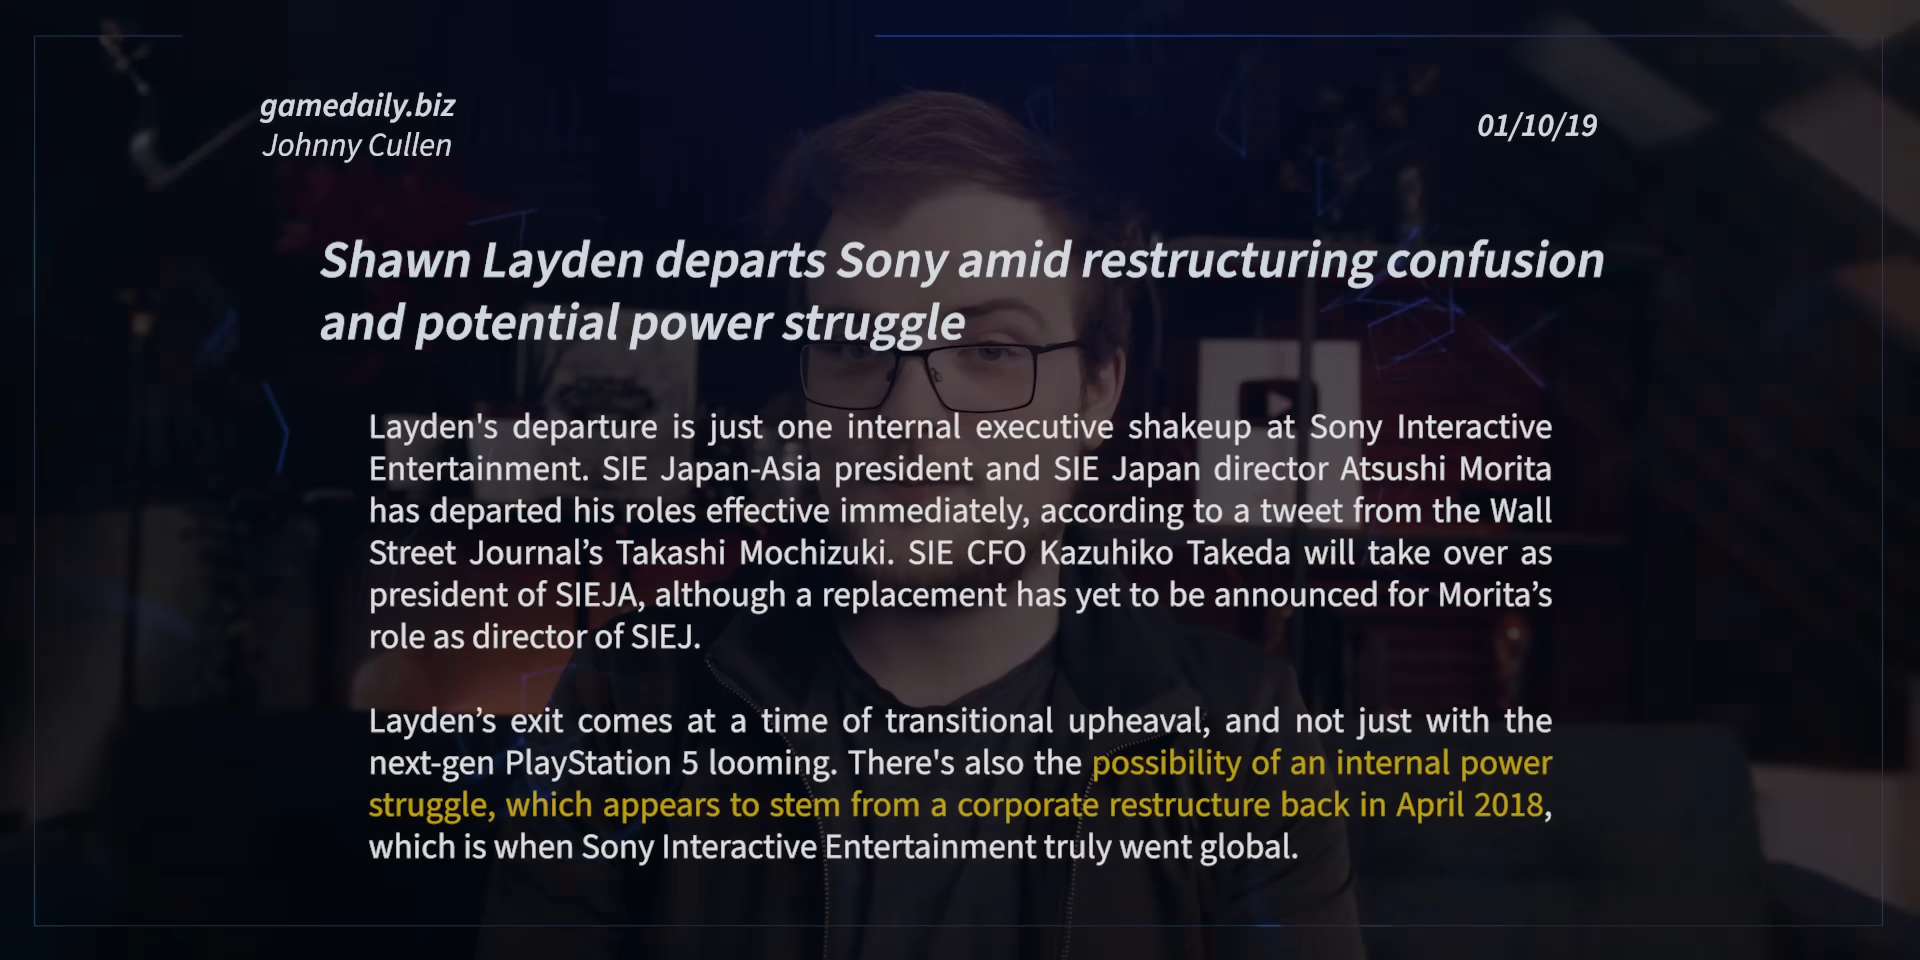 gamedaily.biz
Johnny Cullen
01/10/19
Shawn Layden departs Sony amid restructuring confusion
and potential power struggle
Layden's departure is just one internal executive shakeup at Sony Interactive
Entertainment. SIE Japan-Asia president and SIE Japan director Atsushi Morita
has departed his roles effective immediately, according to a tweet from the Wall
Street Journal’s Takashi Mochizuki. SIE CFO Kazuhiko Takeda will take over as
president of SIEJA, although a replacement has yet to be announced for Morita’s
role as director of SIEJ.
Layden’s exit comes at a time of transitional upheaval, and not just with the
next-gen PlayStation 5 looming. There's also the possibility of an internal power
struggle, which appears to stem from a corporate restructure back in April 2018,
which is when Sony Interactive Entertainment truly went global.